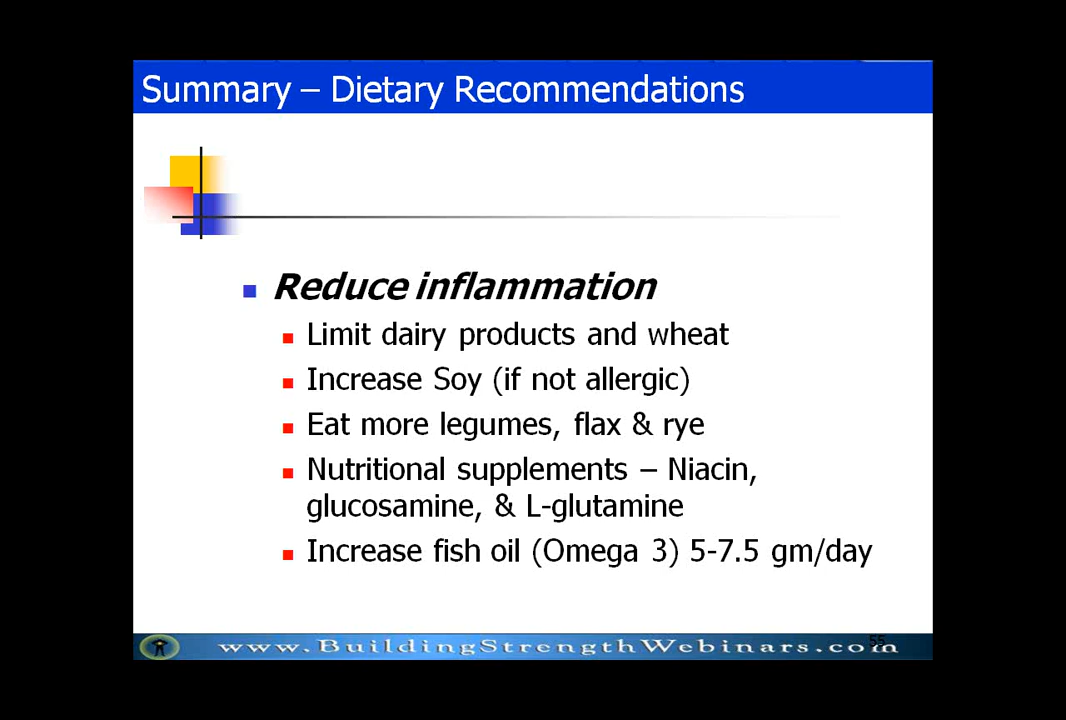 Summary – Dietary Recommendations
Reduce inflammation
Limit dairy products and wheat
Increase Soy (if not allergic)
Eat more legumes, flax & rye
Nutritional supplements – Niacin,
glucosamine, & L-glutamine
Increase fish oil (Omega 3) 5-7.5 gm/day
55
www.BuildingStrengthWebinars.com